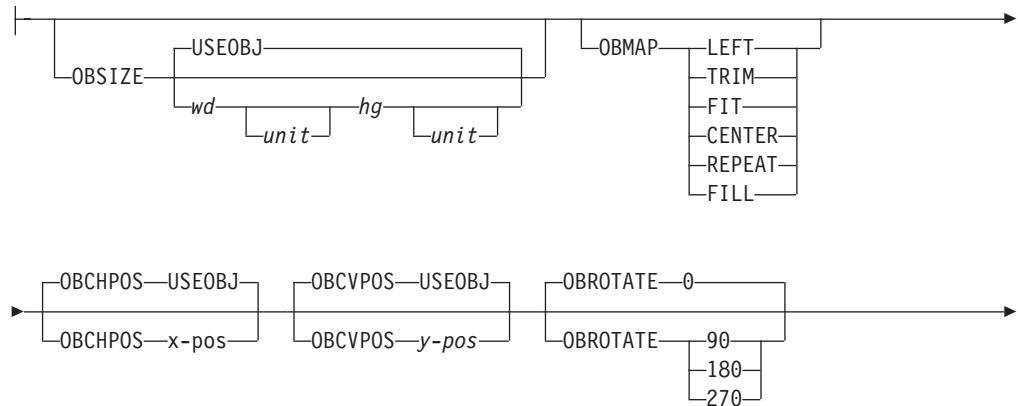 USEOBJ OBMAP LEFT
OBSIZE TRIM
wd hg FIT
unit unit CENTER
REPEAT
FILL
OBCHPOS USEOBJ OBCVPOS USEOBJ OBROTATE 0
OBCHPOS x-pos OBCVPOS y-pos OBROTATE 90
180
270